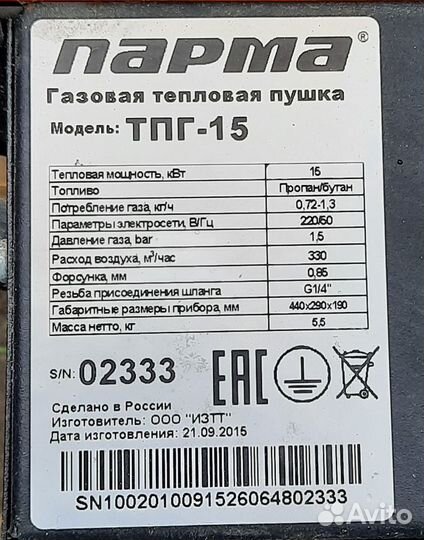 парма®
Газовая тепловая пушка
Модель: ТПГ-15
Тепловая мощность, кВт 15
Топливо Пропан/бутан
Потребление газа, кг/ч 0,72-1,3
Параметры электросети, В/Гц 220/50
Давление газа, bar 1,5
Расход воздуха, м³/час 330
Форсунка, мм 0,85
Резьба присоединения шланга G1/4"
Габаритные размеры прибора, мм 440х290х190
Масса нетто, кг 5,5
S/N: 02333 EAC
Сделано в России
Изготовитель: ООО "ИЗТТ"
Дата изготовления: 21.09.2015
SN1002010091526064802333
Avito